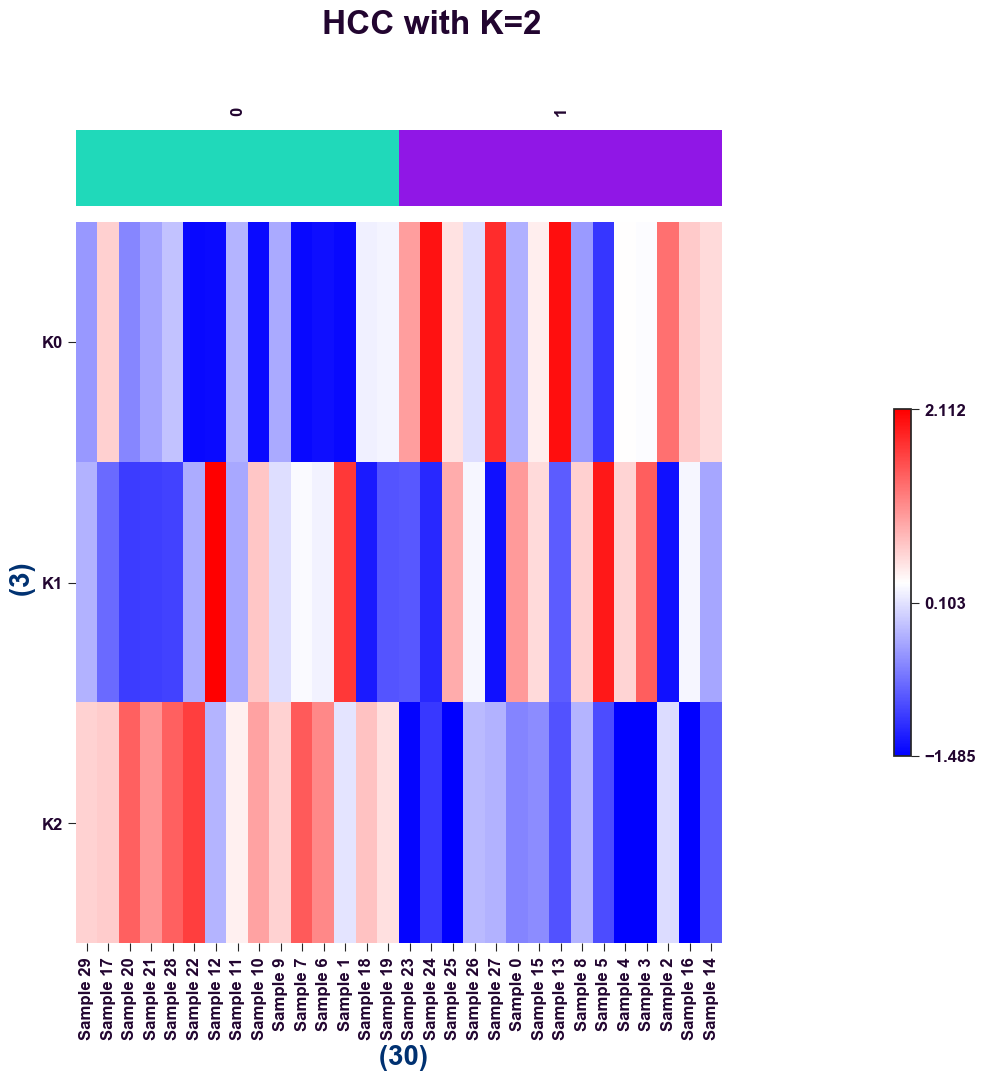 HCC with K=2
0
1
K0
K1
K2
(3)
2.112
0.103
−1.485
Sample 29
Sample 17
Sample 20
Sample 21
Sample 28
Sample 22
Sample 12
Sample 11
Sample 10
Sample 9
Sample 7
Sample 6
Sample 1
Sample 18
Sample 19
Sample 23
Sample 24
Sample 25
Sample 26
Sample 27
Sample 0
Sample 15
Sample 13
Sample 8
Sample 5
Sample 4
Sample 3
Sample 2
Sample 16
Sample 14
(30)